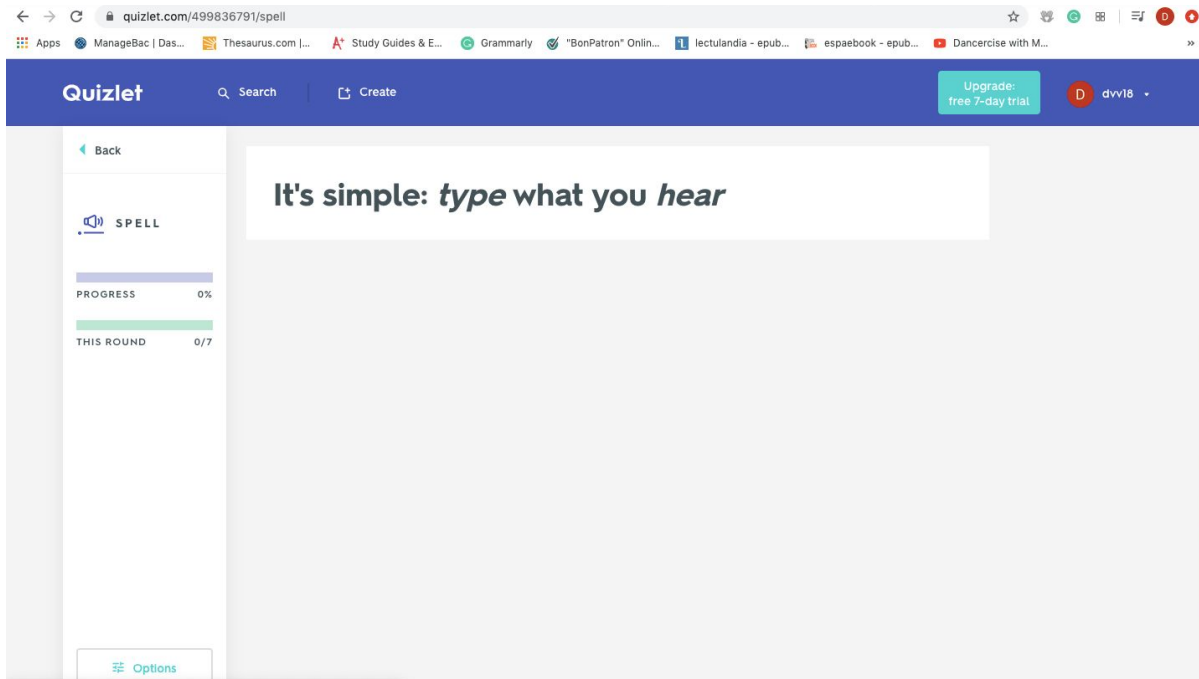 quizlet.com/499836791/spell
D
Apps ManageBac | Das... Thesaurus.com |... A+ Study Guides & E... G Grammarly "BonPatron" Onlin... lectulandia - epub... espaebook - epub... Dancercise with M... »
Quizlet Search Create Upgrade: free 7-day trial D dvv18
Back
It's simple: type what you hear
SPELL
PROGRESS 0%
THIS ROUND 0/7
Options